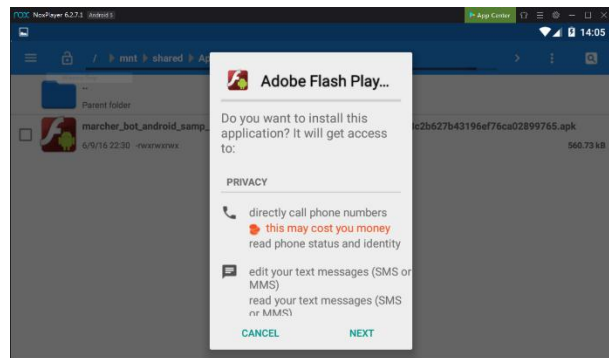 nox NoxPlayer 6.2.7.1 Android 5
App Center
14:05
/ mnt shared Ap
Adobe Flash Play...
Parent folder
marcher_bot_android_samp_
c2b627b43196ef76ca02899765.apk
6/9/16 22:30 -rwxrwxrwx
560.73 kB
Do you want to install this
application? It will get access
to:
PRIVACY
directly call phone numbers
this may cost you money
read phone status and identity
edit your text messages (SMS or
MMS)
read your text messages (SMS
or MMS)
CANCEL
NEXT